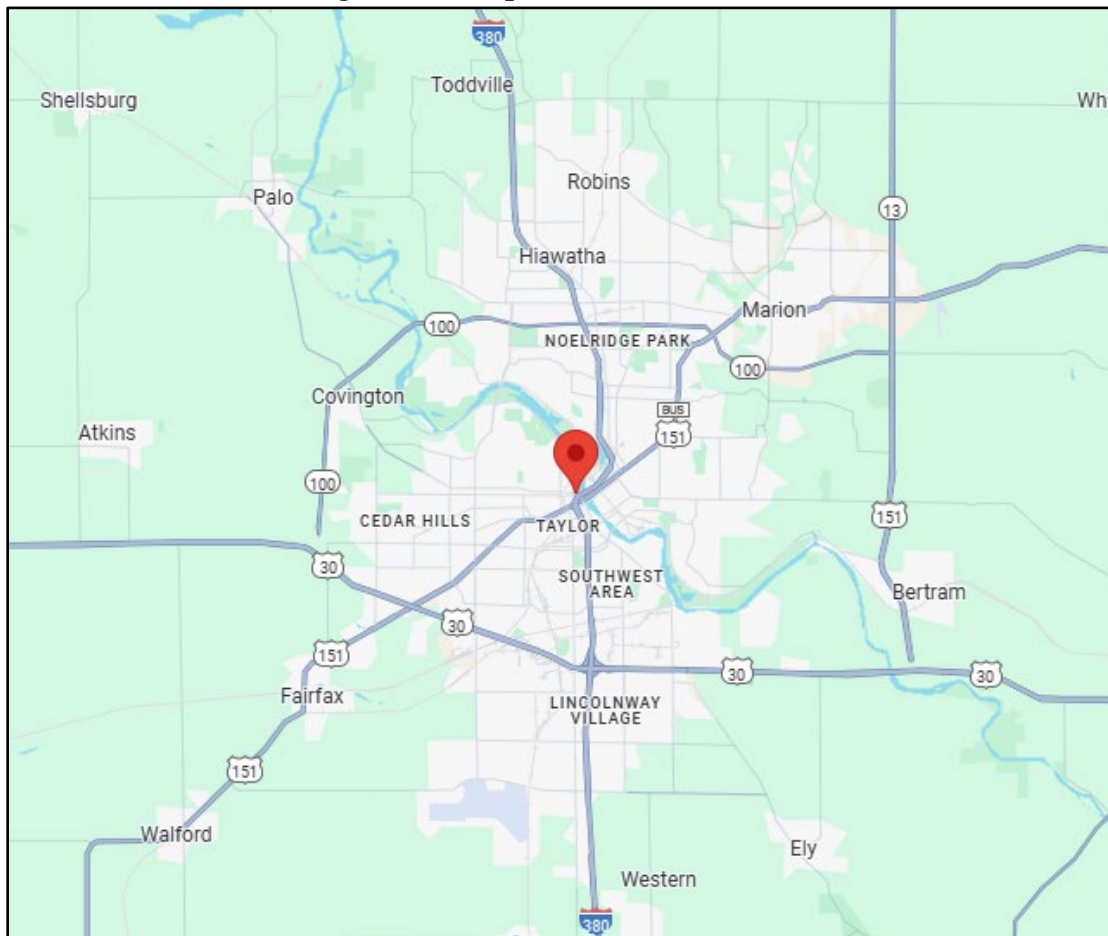 380
Toddville
Shellsburg
Wh
Robins
Palo
13
Hiawatha
Marion
100
NOELRIDGE PARK
100
Covington
BUS
151
Atkins
100
151
CEDAR HILLS
TAYLOR
30
SOUTHWEST
AREA
Bertram
30
151
30
30
Fairfax
LINCOLNWAY
VILLAGE
151
Walford
Ely
Western
380